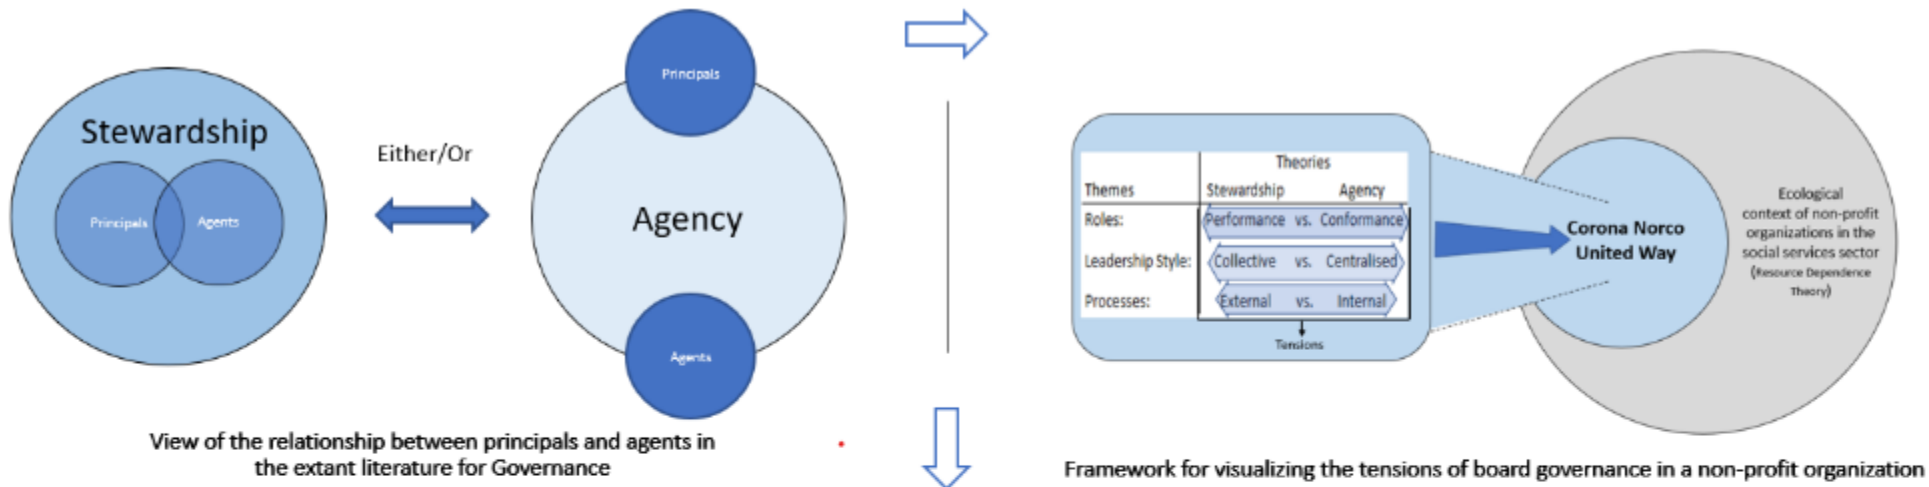 Stewardship
Principals
Agents
Either/Or
Principals
Agency
Agents
View of the relationship between principals and agents in
the extant literature for Governance
Theories
Themes Stewardship Agency
Roles: Performance vs. Conformance
Leadership Style: Collective vs. Centralised
Processes: External vs. Internal
Tensions
Corona Norco
United Way
Ecological
context of non-profit
organizations in the
social services sector
(Resource Dependence
Theory)
Framework for visualizing the tensions of board governance in a non-profit organization